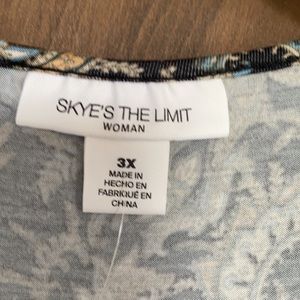 SKYE'S THE LIMIT
WOMAN
3X
MADE IN
HECHO EN
FABRIQUÉ EN
CHINA